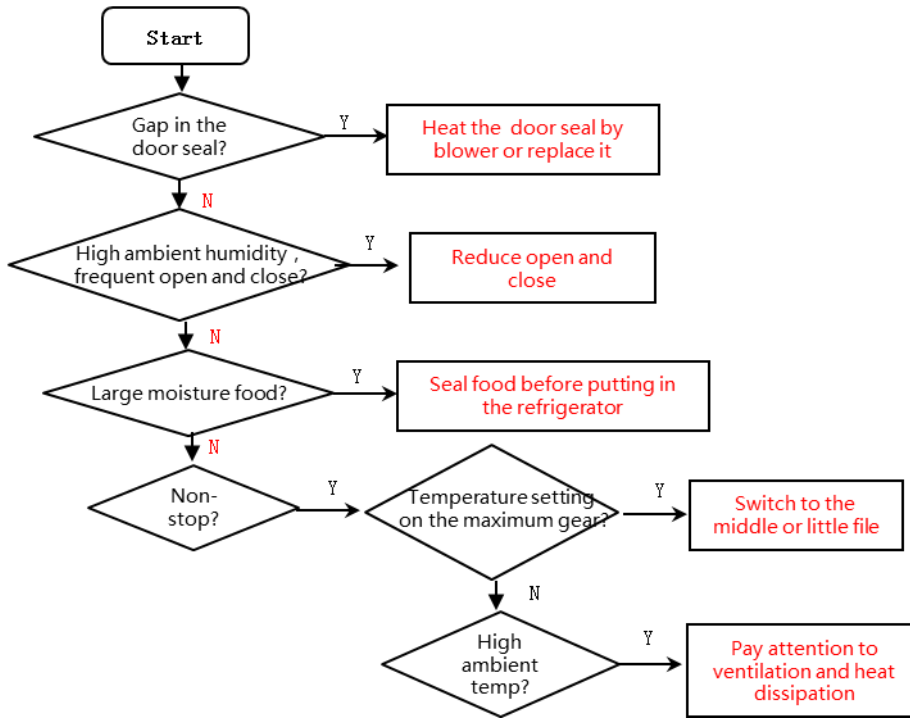 Start
Gap in the
door seal?
Y
Heat the door seal by
blower or replace it
N
High ambient humidity ,
frequent open and close?
Y
Reduce open and
close
N
Large moisture food?
Y
Seal food before putting in
the refrigerator
N
Non-
stop?
Y
Temperature setting
on the maximum gear?
Y
Switch to the
middle or little file
N
High
ambient
temp?
Y
Pay attention to
ventilation and heat
dissipation